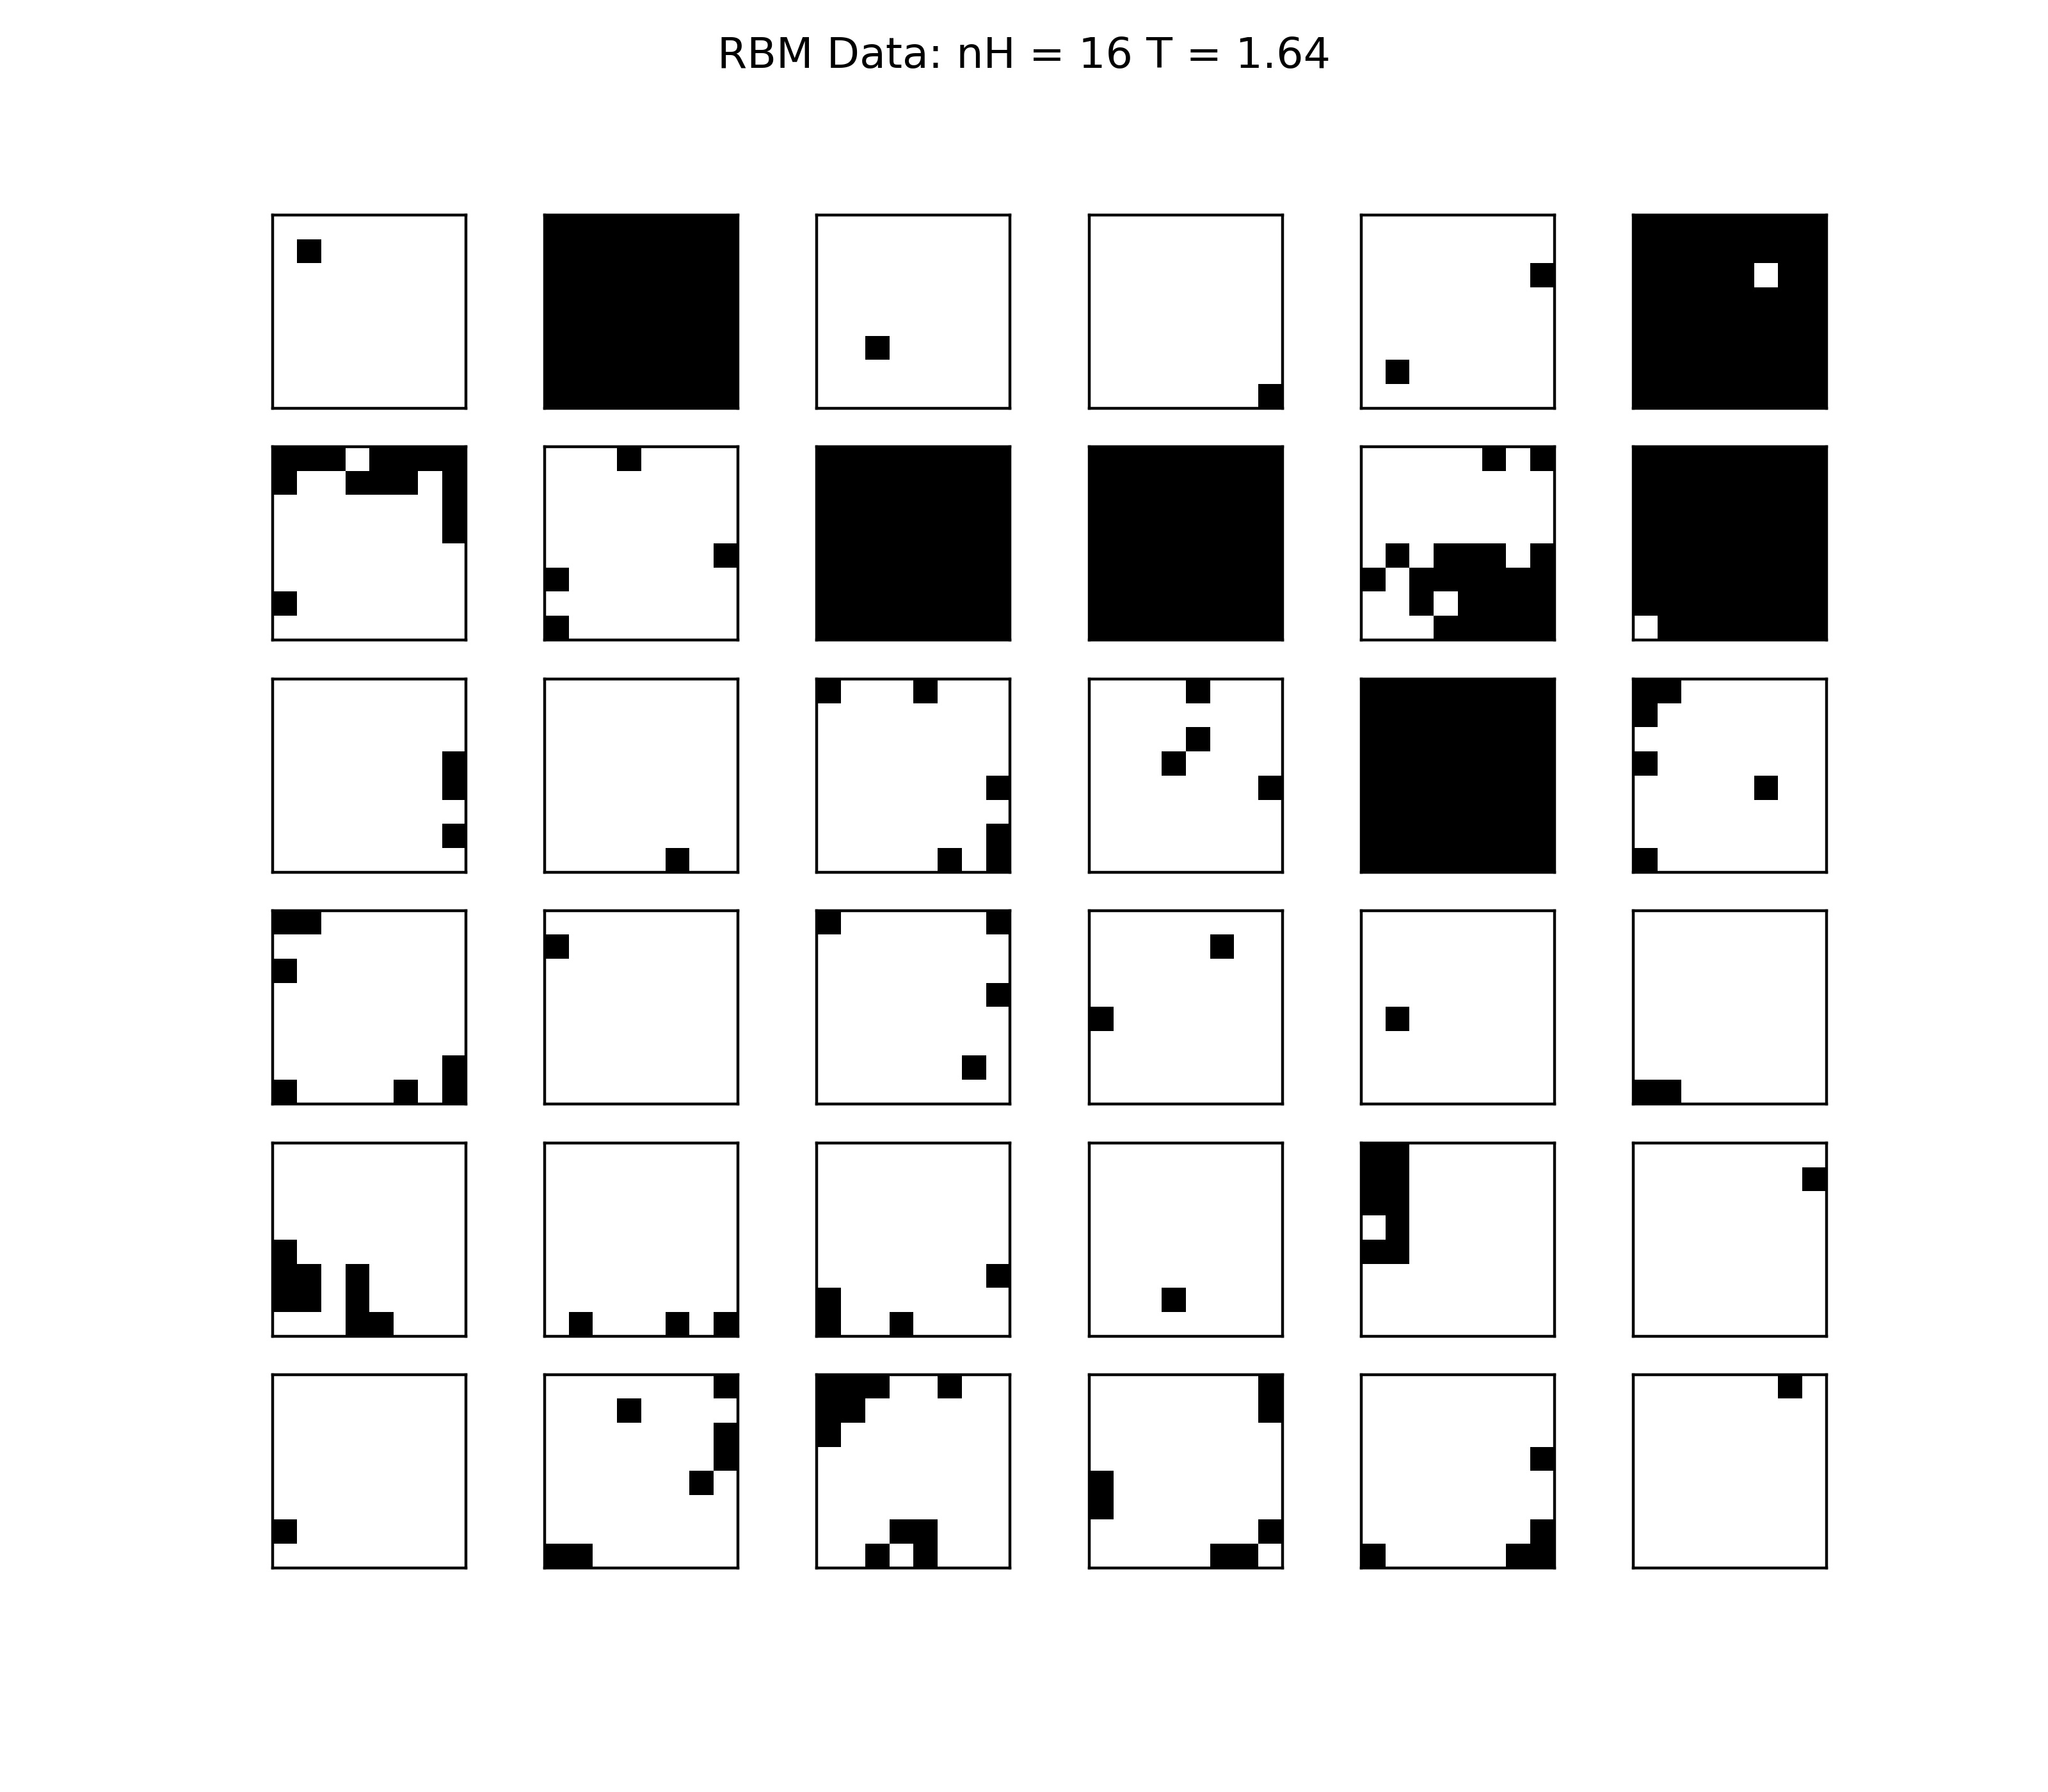 RBM Data: nH = 16 T = 1.64